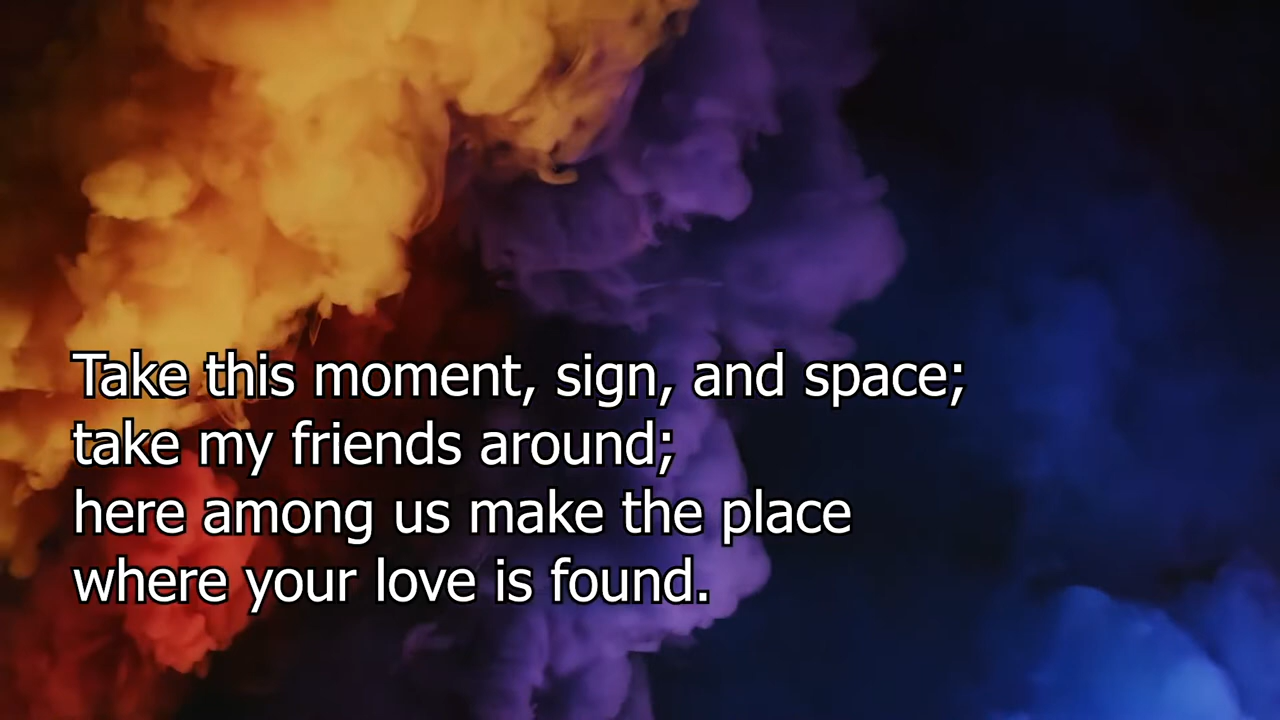 Take this moment, sign, and space;
take my friends around;
here among us make the place
where your love is found.